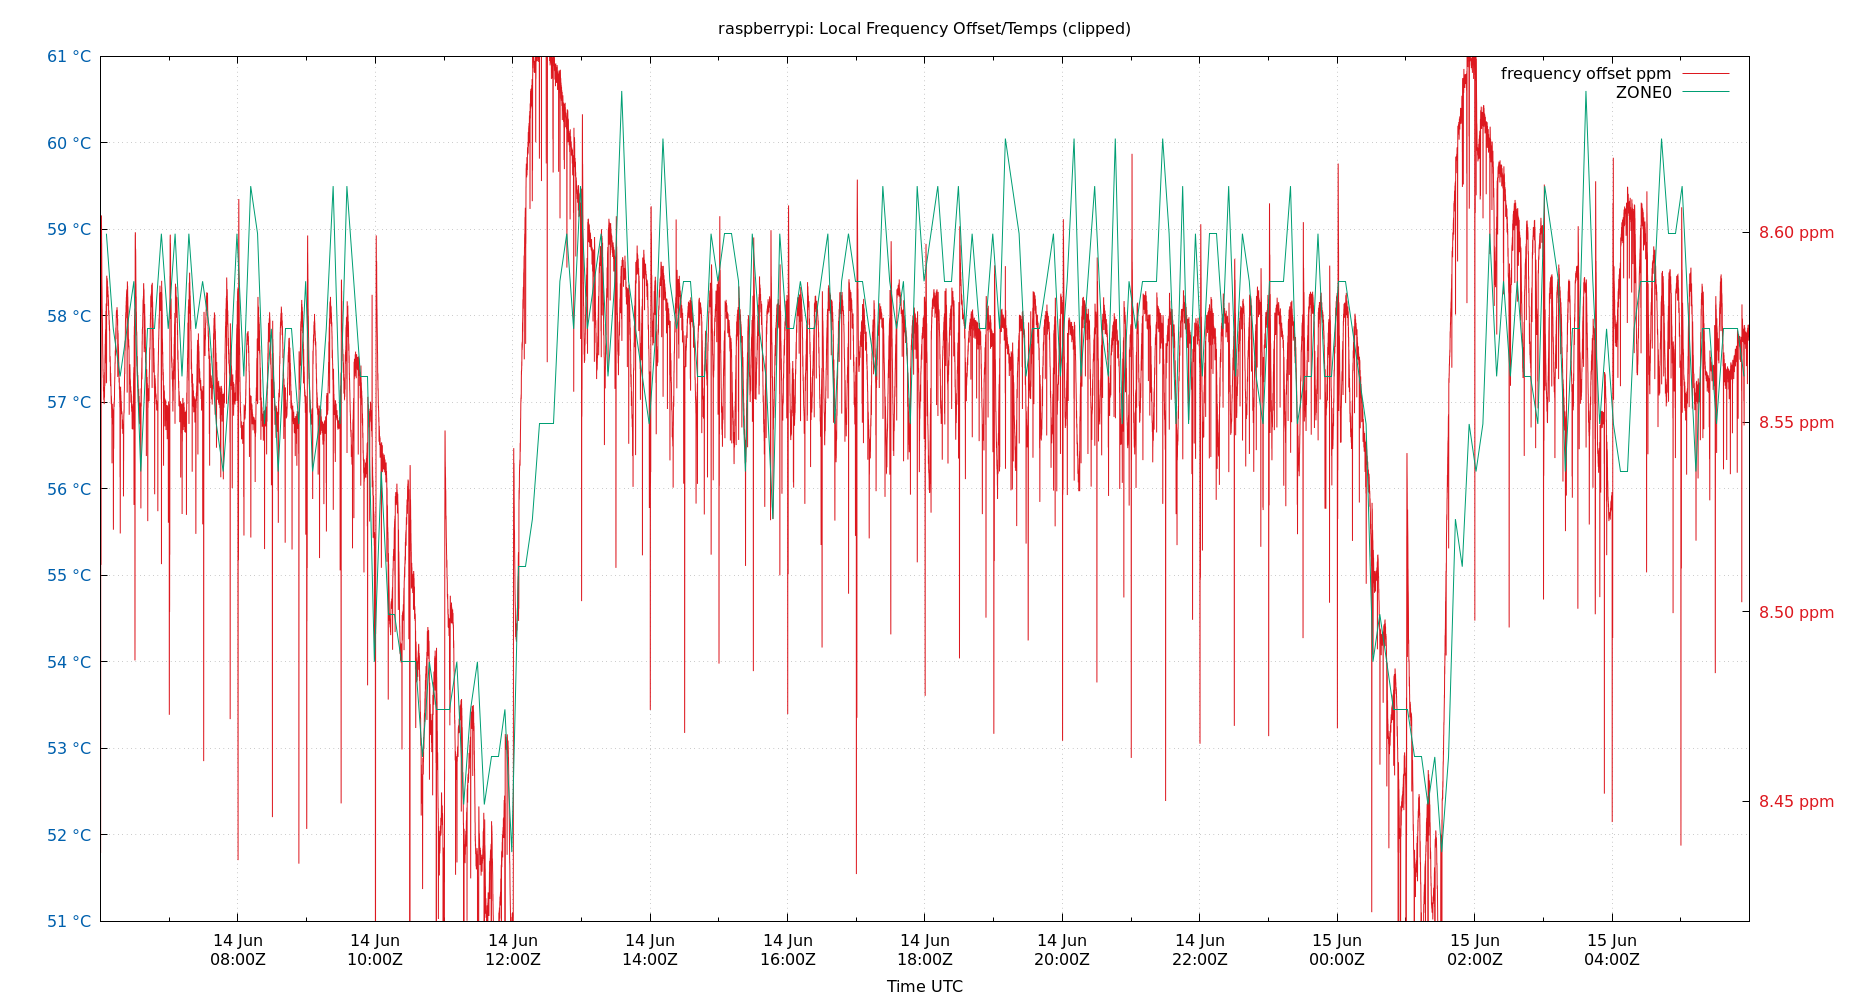 raspberrypi: Local Frequency Offset/Temps (clipped)
61 °C
60 °C
59 °C
58 °C
57 °C
56 °C
55 °C
54 °C
53 °C
52 °C
51 °C
frequency offset ppm
ZONE0
8.60 ppm
8.55 ppm
8.50 ppm
8.45 ppm
14 Jun
08:00Z
14 Jun
10:00Z
14 Jun
12:00Z
14 Jun
14:00Z
14 Jun
16:00Z
14 Jun
18:00Z
14 Jun
20:00Z
14 Jun
22:00Z
15 Jun
00:00Z
15 Jun
02:00Z
15 Jun
04:00Z
Time UTC